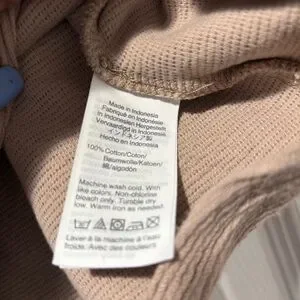 Made in Indonesia
Fabriqué en Indonésie
In Indonesien Hergestellt
Vervaardigd in Indonesië
インドネシア製
Hecho en Indonesia
100% Cotton/Coton/
Baumwolle/Katoen/
綿/algodón
Machine wash cold. With
like colors. Non-chlorine
bleach only. Tumble dry
low. Warm iron as needed.
Laver à la machine à l'eau
froide. Avec des couleurs